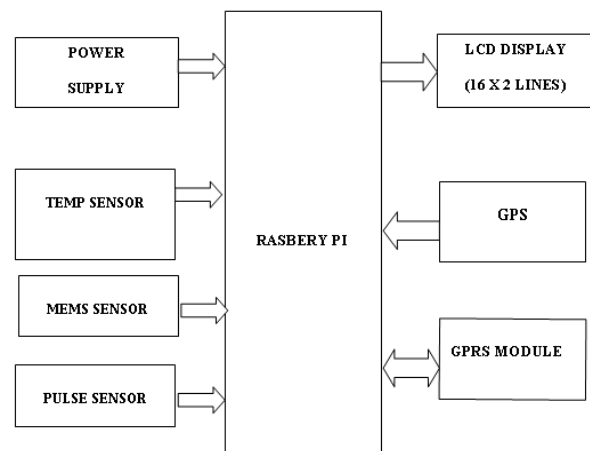 POWER
SUPPLY
LCD DISPLAY
(16 X 2 LINES)
TEMP SENSOR
GPS
RASBERY PI
MEMS SENSOR
GPRS MODULE
PULSE SENSOR